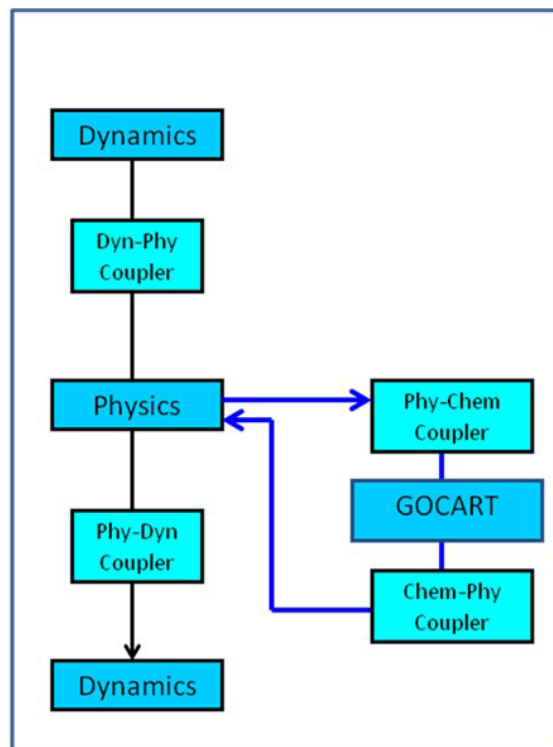 Dynamics
Dyn-Phy
Coupler
Physics
Phy-Chem
Coupler
GOCART
Phy-Dyn
Coupler
Chem-Phy
Coupler
Dynamics